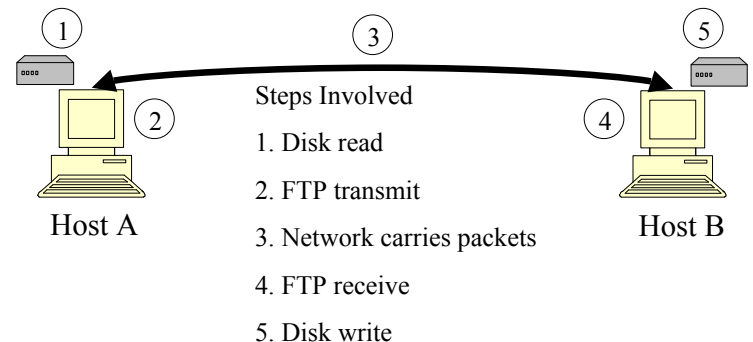 1
3
5
2
4
Steps Involved
1. Disk read
2. FTP transmit
3. Network carries packets
4. FTP receive
5. Disk write
Host A
Host B